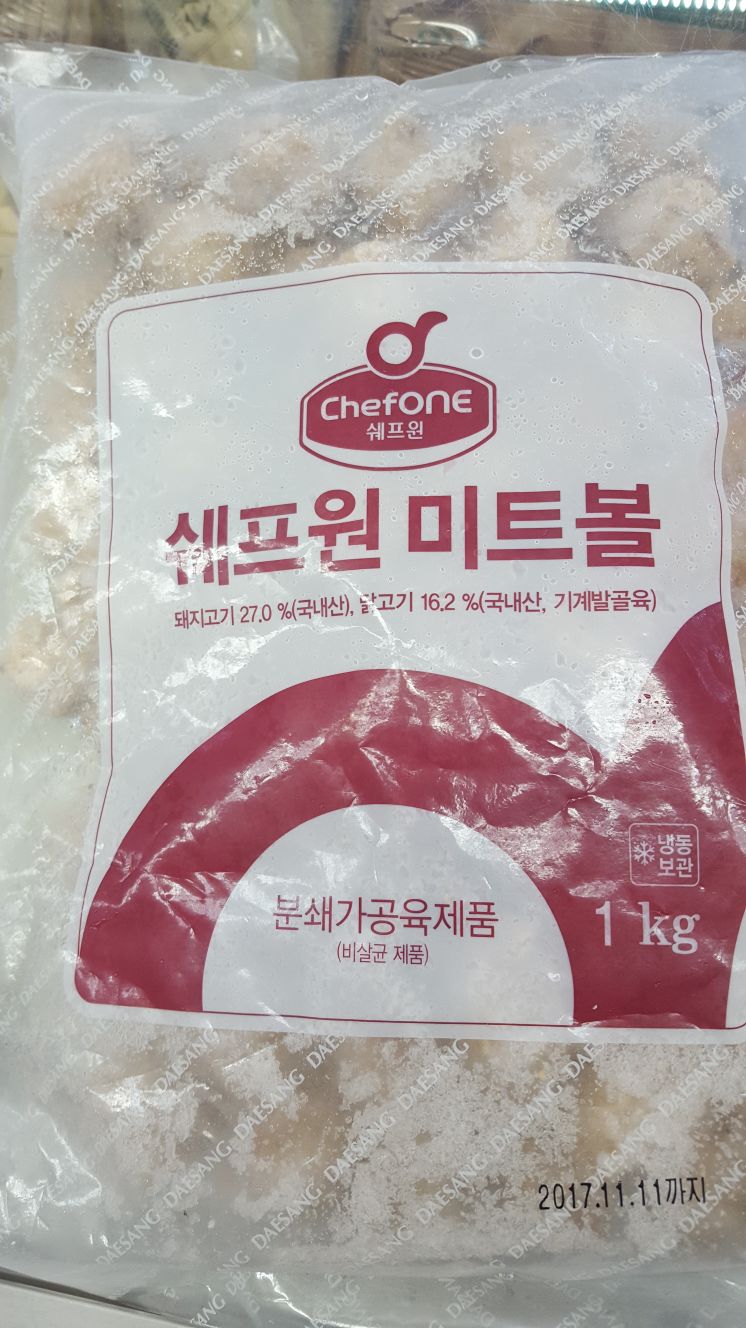 ChefONE
쉐프원
쉐프원 미트볼
돼지고기 27.0 %(국내산), 닭고기 16.2 %(국내산, 기계발골육)
냉동
보관
분쇄가공육제품
(비살균 제품)
1 kg
2017.11.11까지
DAESANG